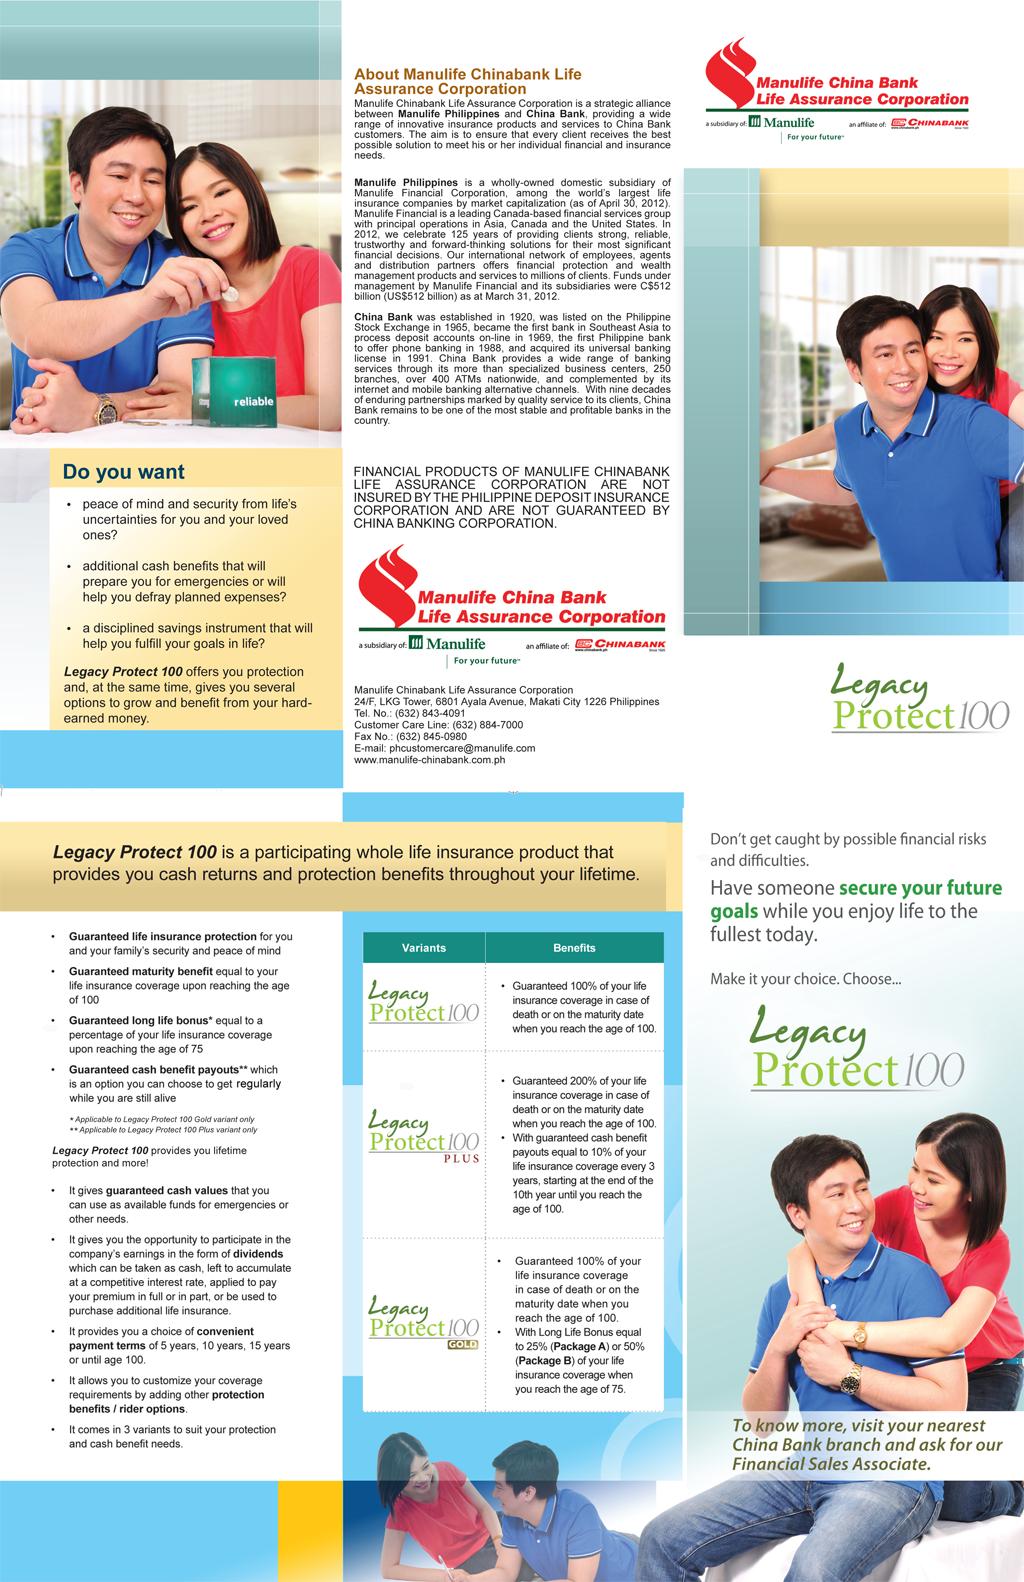 strong
reliable
Do you want
• peace of mind and security from life's
uncertainties for you and your loved
ones?
• additional cash benefits that will
prepare you for emergencies or will
help you defray planned expenses?
• a disciplined savings instrument that will
help you fulfill your goals in life?
Legacy Protect 100 offers you protection
and, at the same time, gives you several
options to grow and benefit from your hard-
earned money.
About Manulife Chinabank Life
Assurance Corporation
Manulife Chinabank Life Assurance Corporation is a strategic alliance
between Manulife Philippines and China Bank, providing a wide
range of innovative insurance products and services to China Bank
customers. The aim is to ensure that every client receives the best
possible solution to meet his or her individual financial and insurance
needs.
Manulife Philippines is a wholly-owned domestic subsidiary of
Manulife Financial Corporation, among the world's largest life
insurance companies by market capitalization (as of April 30, 2012).
Manulife Financial is a leading Canada-based financial services group
with principal operations in Asia, Canada and the United States. In
2012, we celebrate 125 years of providing clients strong, reliable,
trustworthy and forward-thinking solutions for their most significant
financial decisions. Our international network of employees, agents
and distribution partners offers financial protection and wealth
management products and services to millions of clients. Funds under
management by Manulife Financial and its subsidiaries were C$512
billion (US$512 billion) as at March 31, 2012.
China Bank was established in 1920, was listed on the Philippine
Stock Exchange in 1965, became the first bank in Southeast Asia to
process deposit accounts on-line in 1969, the first Philippine bank
to offer phone banking in 1988, and acquired its universal banking
license in 1991. China Bank provides a wide range of banking
services through its more than specialized business centers, 250
branches, over 400 ATMs nationwide, and complemented by its
internet and mobile banking alternative channels. With nine decades
of enduring partnerships marked by quality service to its clients, China
Bank remains to be one of the most stable and profitable banks in the
country.
FINANCIAL PRODUCTS OF MANULIFE CHINABANK
LIFE ASSURANCE CORPORATION ARE NOT
INSURED BY THE PHILIPPINE DEPOSIT INSURANCE
CORPORATION AND ARE NOT GUARANTEED BY
CHINA BANKING CORPORATION.
Manulife China Bank
Life Assurance Corporation
a subsidiary of: Manulife an affiliate of: CHINABANK
www.chinabank.ph Since 1920
For your future™
Manulife Chinabank Life Assurance Corporation
24/F, LKG Tower, 6801 Ayala Avenue, Makati City 1226 Philippines
Tel. No.: (632) 843-4091
Customer Care Line: (632) 884-7000
Fax No.: (632) 845-0980
E-mail: phcustomercare@manulife.com
www.manulife-chinabank.com.ph
Manulife China Bank
Life Assurance Corporation
a subsidiary of: Manulife an affiliate of: CHINABANK
www.chinabank.ph Since 1920
For your future™
Legacy
Protect 100
Legacy Protect 100 is a participating whole life insurance product that
provides you cash returns and protection benefits throughout your lifetime.
• Guaranteed life insurance protection for you
and your family's security and peace of mind
• Guaranteed maturity benefit equal to your
life insurance coverage upon reaching the age
of 100
• Guaranteed long life bonus* equal to a
percentage of your life insurance coverage
upon reaching the age of 75
• Guaranteed cash benefit payouts** which
is an option you can choose to get regularly
while you are still alive
* Applicable to Legacy Protect 100 Gold variant only
** Applicable to Legacy Protect 100 Plus variant only
Legacy Protect 100 provides you lifetime
protection and more!
• It gives guaranteed cash values that you
can use as available funds for emergencies or
other needs.
• It gives you the opportunity to participate in the
company's earnings in the form of dividends
which can be taken as cash, left to accumulate
at a competitive interest rate, applied to pay
your premium in full or in part, or be used to
purchase additional life insurance.
• It provides you a choice of convenient
payment terms of 5 years, 10 years, 15 years
or until age 100.
• It allows you to customize your coverage
requirements by adding other protection
benefits / rider options.
• It comes in 3 variants to suit your protection
and cash benefit needs.
Variants Benefits
Legacy
Protect 100
• Guaranteed 100% of your life
insurance coverage in case of
death or on the maturity date
when you reach the age of 100.
Legacy
Protect 100
PLUS
• Guaranteed 200% of your life
insurance coverage in case of
death or on the maturity date
when you reach the age of 100.
• With guaranteed cash benefit
payouts equal to 10% of your
life insurance coverage every 3
years, starting at the end of the
10th year until you reach the
age of 100.
Legacy
Protect 100
GOLD
• Guaranteed 100% of your
life insurance coverage
in case of death or on the
maturity date when you
reach the age of 100.
• With Long Life Bonus equal
to 25% (Package A) or 50%
(Package B) of your life
insurance coverage when
you reach the age of 75.
Don't get caught by possible financial risks
and difficulties.
Have someone secure your future
goals while you enjoy life to the
fullest today.
Make it your choice. Choose...
Legacy
Protect 100
To know more, visit your nearest
China Bank branch and ask for our
Financial Sales Associate.